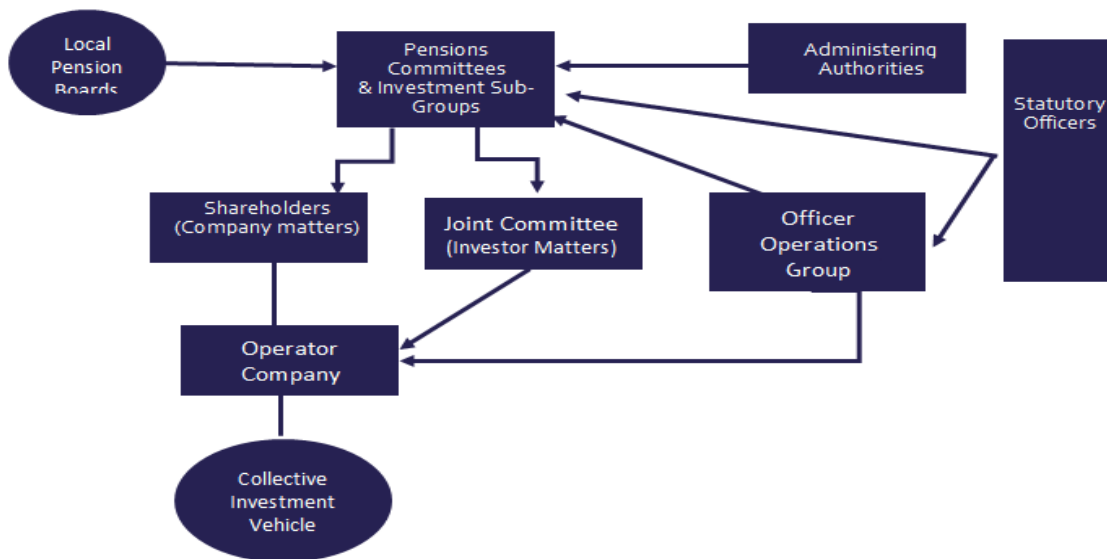 Local
Pension
Boards
Pensions
Committees
& Investment Sub-
Groups
Administering
Authorities
Statutory
Officers
Shareholders
(Company matters)
Joint Committee
(Investor Matters)
Officer
Operations
Group
Operator
Company
Collective
Investment
Vehicle